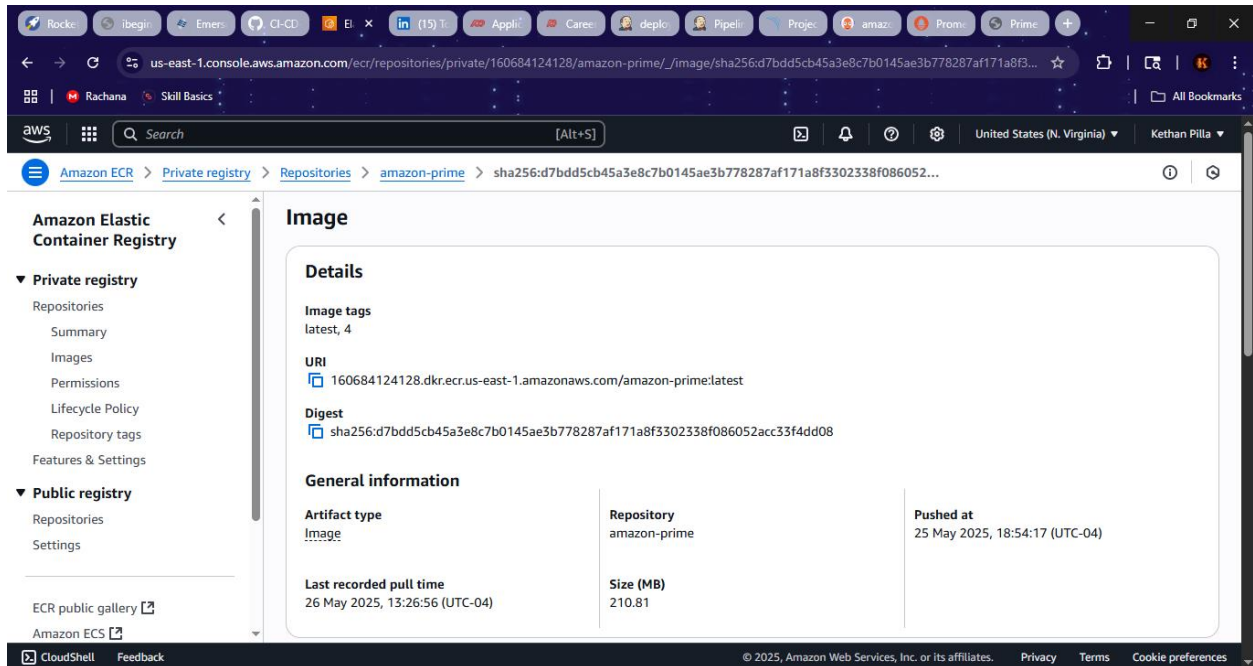 Rocke
ibegin
Emers
CI-CD
El
(15) To
Appli
Career
deplo
Pipelin
Projec
amazo
Prome
Prime
us-east-1.console.aws.amazon.com/ecr/repositories/private/160684124128/amazon-prime/_/image/sha256:d7bdd5cb45a3e8c7b0145ae3b778287af171a8f3...
K
Rachana
Skill Basics
All Bookmarks
aws
Search
[Alt+S]
United States (N. Virginia)
Kethan Pilla
Amazon ECR > Private registry > Repositories > amazon-prime > sha256:d7bdd5cb45a3e8c7b0145ae3b778287af171a8f3302338f086052...
Amazon Elastic
Container Registry
Private registry
Repositories
Summary
Images
Permissions
Lifecycle Policy
Repository tags
Features & Settings
Public registry
Repositories
Settings
ECR public gallery
Amazon ECS
Image
Details
Image tags
latest, 4
URI
160684124128.dkr.ecr.us-east-1.amazonaws.com/amazon-prime:latest
Digest
sha256:d7bdd5cb45a3e8c7b0145ae3b778287af171a8f3302338f086052acc33f4dd08
General information
Artifact type
Image
Repository
amazon-prime
Pushed at
25 May 2025, 18:54:17 (UTC-04)
Last recorded pull time
26 May 2025, 13:26:56 (UTC-04)
Size (MB)
210.81
CloudShell
Feedback
© 2025, Amazon Web Services, Inc. or its affiliates.
Privacy
Terms
Cookie preferences